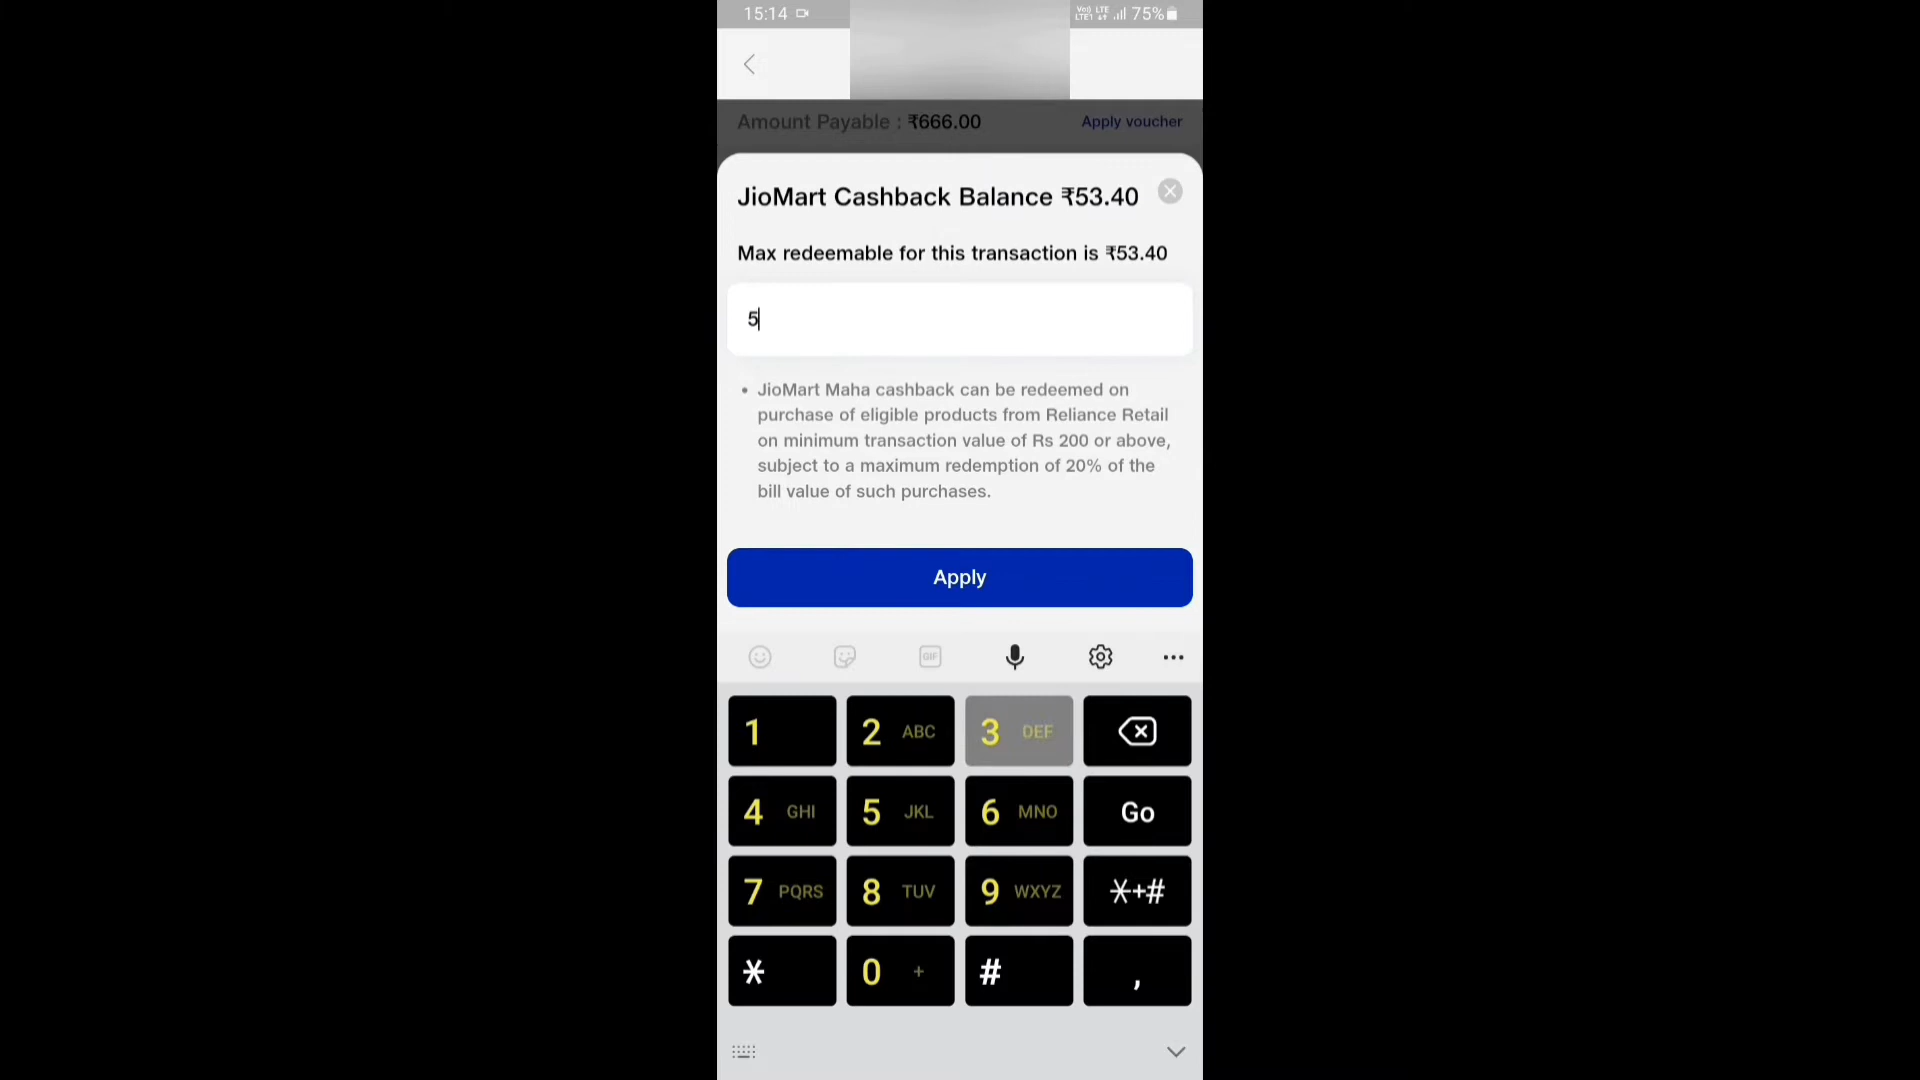 15:14 75%
Amount Payable : ₹666.00 Apply voucher
JioMart Cashback Balance ₹53.40
Max redeemable for this transaction is ₹53.40
5
• JioMart Maha cashback can be redeemed on
purchase of eligible products from Reliance Retail
on minimum transaction value of Rs 200 or above,
subject to a maximum redemption of 20% of the
bill value of such purchases.
Apply
GIF
1 2 ABC 3 DEF
4 GHI 5 JKL 6 MNO Go
7 PQRS 8 TUV 9 WXYZ *+#
* 0 + # ,